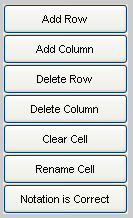 Add Row
Add Column
Delete Row
Delete Column
Clear Cell
Rename Cell
Notation is Correct